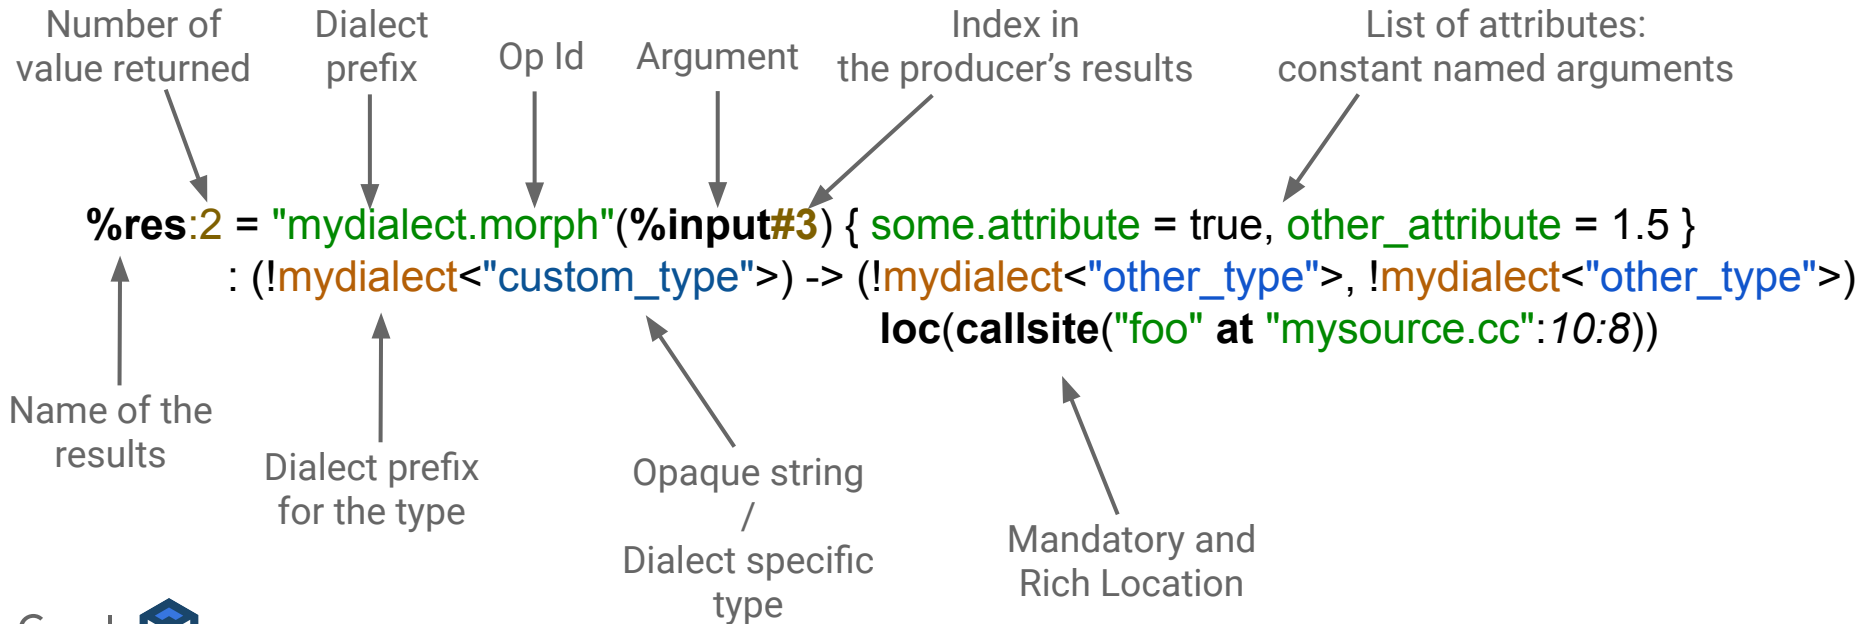 Number of
value returned
Dialect
prefix
Op Id
Argument
Index in
the producer's results
List of attributes:
constant named arguments
%res:2 = "mydialect.morph"(%input#3) { some.attribute = true, other_attribute = 1.5 }
: (!mydialect<"custom_type">) -> (!mydialect<"other_type">, !mydialect<"other_type">)
loc(callsite("foo" at "mysource.cc":10:8))
Name of the
results
Dialect prefix
for the type
Opaque string
/
Dialect specific
type
Mandatory and
Rich Location